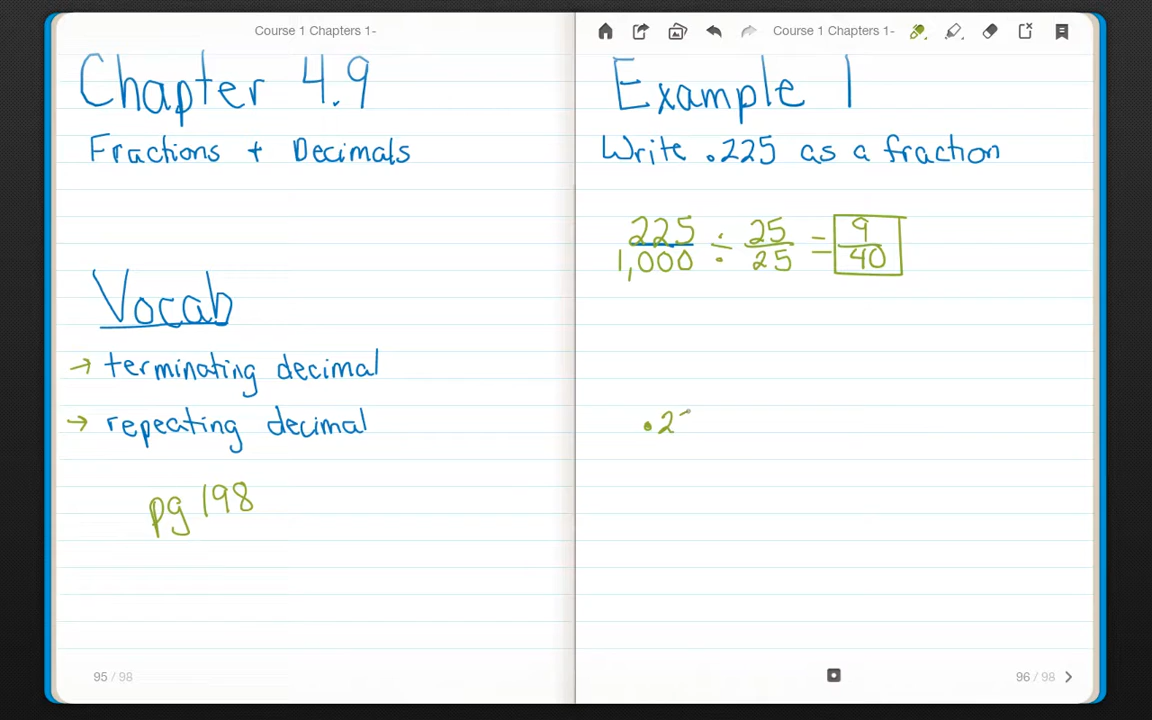 Course 1 Chapters 1-
Chapter 4.9
Fractions + Decimals
Vocab
→ terminating decimal
→ repeating decimal
pg 198
95 / 98
Course 1 Chapters 1-
Example 1
Write .225 as a fraction
225/1,000 ÷ 25/25 = 9/40
.2
96 / 98